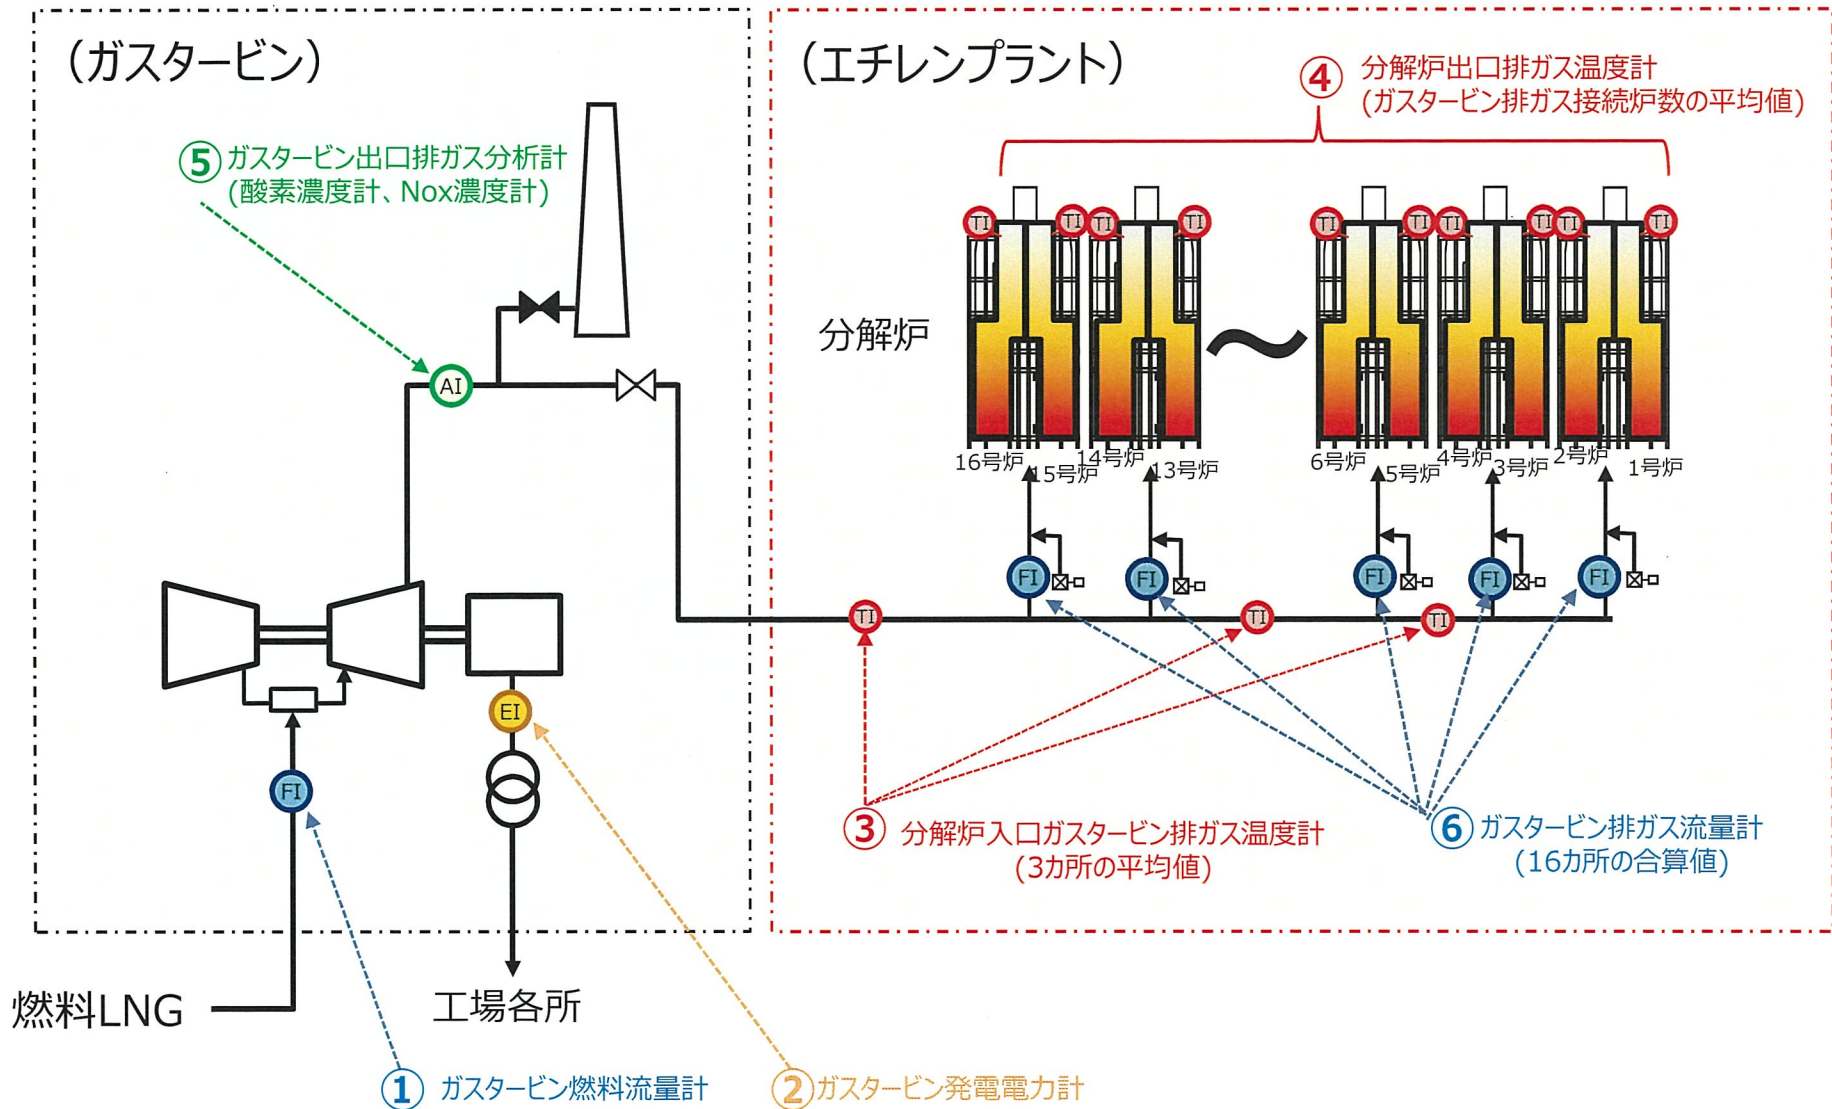 (ガスタービン)
(エチレンプラント)
④ 分解炉出口排ガス温度計
(ガスタービン排ガス接続炉数の平均値)
⑤ ガスタービン出口排ガス分析計
(酸素濃度計、Nox濃度計)
TI TI TI TI TI TI TI TI TI TI
分解炉
AI
16号炉 15号炉 14号炉 13号炉 6号炉 5号炉 4号炉 3号炉 2号炉 1号炉
FI FI FI FI FI
TI TI TI
EI
FI
③ 分解炉入口ガスタービン排ガス温度計
(3カ所の平均値)
⑥ ガスタービン排ガス流量計
(16カ所の合算値)
燃料LNG
工場各所
① ガスタービン燃料流量計
② ガスタービン発電電力計